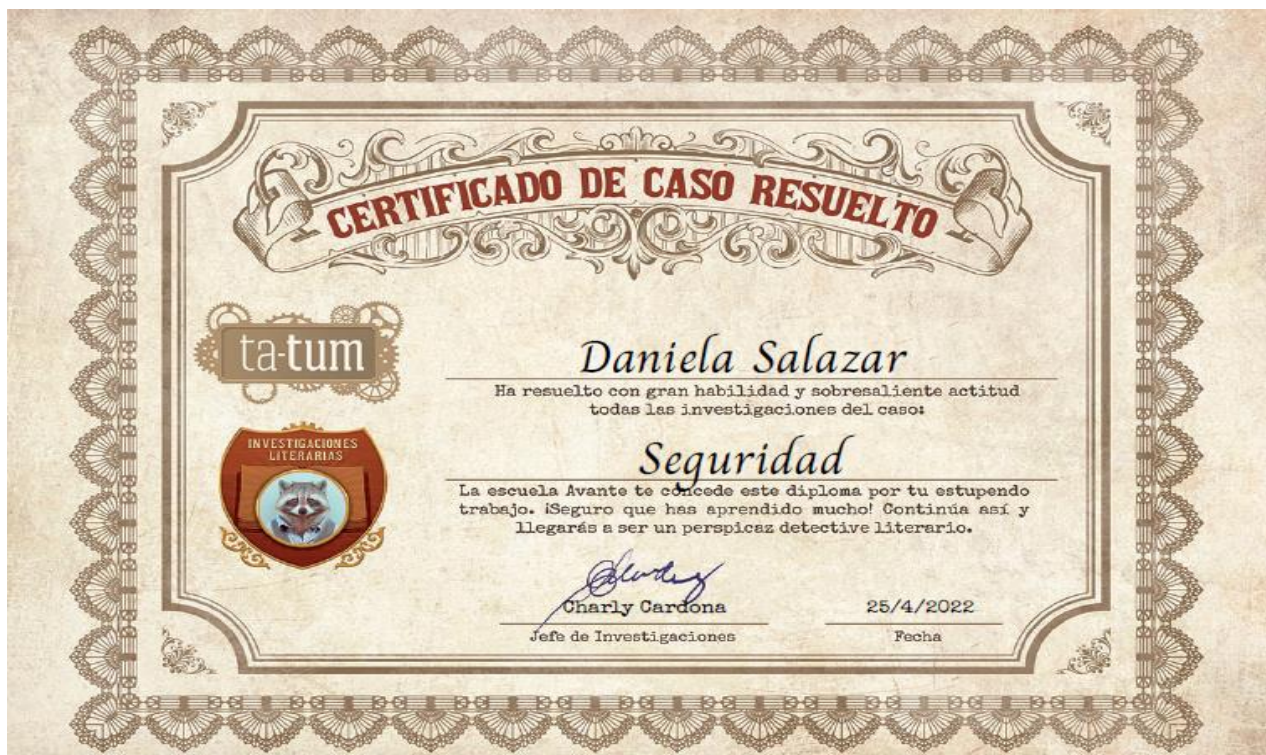 CERTIFICADO DE CASO RESUELTO
ta-tum
INVESTIGACIONES
LITERARIAS
Daniela Salazar
Ha resuelto con gran habilidad y sobresaliente actitud
todas las investigaciones del caso:
Seguridad
La escuela Avante te concede este diploma por tu estupendo
trabajo. ¡Seguro que has aprendido mucho! Continúa así y
llegarás a ser un perspicaz detective literario.
Charly Cardona
25/4/2022
Jefe de Investigaciones
Fecha